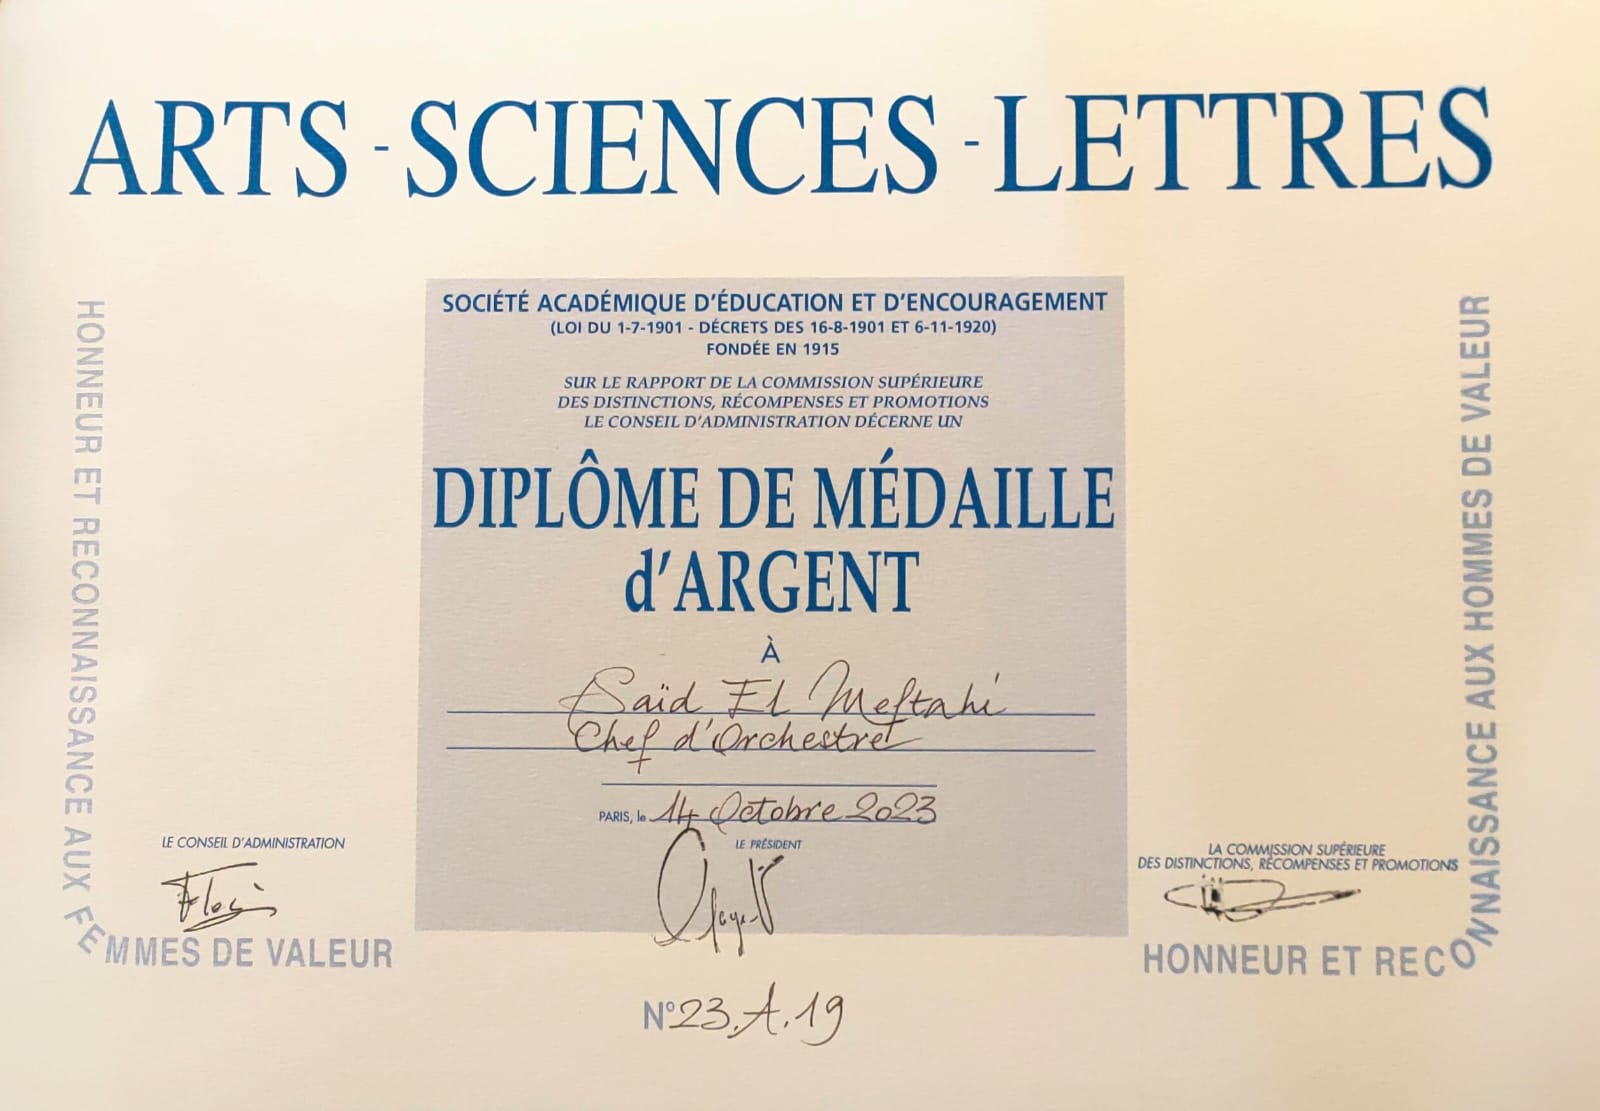 ARTS - SCIENCES - LETTRES
SOCIÉTÉ ACADÉMIQUE D'ÉDUCATION ET D'ENCOURAGEMENT
(LOI DU 1-7-1901 - DÉCRETS DES 16-8-1901 ET 6-11-1920)
FONDÉE EN 1915
SUR LE RAPPORT DE LA COMMISSION SUPÉRIEURE
DES DISTINCTIONS, RÉCOMPENSES ET PROMOTIONS
LE CONSEIL D'ADMINISTRATION DÉCERNE UN
DIPLÔME DE MÉDAILLE
d'ARGENT
À
Saïd El Meftahi
Chef d'Orchestre
PARIS, le 14 Octobre 2023
LE PRÉSIDENT
LE CONSEIL D'ADMINISTRATION
LA COMMISSION SUPÉRIEURE
DES DISTINCTIONS, RÉCOMPENSES ET PROMOTIONS
HONNEUR ET RECONNAISSANCE AUX FEMMES DE VALEUR
HONNEUR ET RECONNAISSANCE AUX HOMMES DE VALEUR
N° 23.A.19